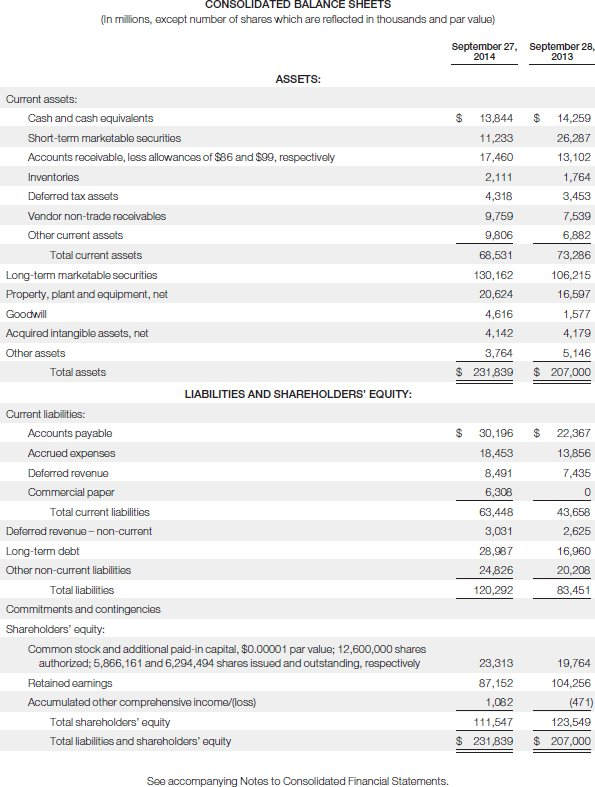 CONSOLIDATED BALANCE SHEETS
(In millions, except number of shares which are reflected in thousands and par value)
September 27, 2014 September 28, 2013
ASSETS:
Current assets:
Cash and cash equivalents $ 13,844 $ 14,259
Short-term marketable securities 11,233 26,287
Accounts receivable, less allowances of $86 and $99, respectively 17,460 13,102
Inventories 2,111 1,764
Deferred tax assets 4,318 3,453
Vendor non-trade receivables 9,759 7,539
Other current assets 9,806 6,882
Total current assets 68,531 73,286
Long-term marketable securities 130,162 106,215
Property, plant and equipment, net 20,624 16,597
Goodwill 4,616 1,577
Acquired intangible assets, net 4,142 4,179
Other assets 3,764 5,146
Total assets $ 231,839 $ 207,000
LIABILITIES AND SHAREHOLDERS' EQUITY:
Current liabilities:
Accounts payable $ 30,196 $ 22,367
Accrued expenses 18,453 13,856
Deferred revenue 8,491 7,435
Commercial paper 6,308 0
Total current liabilities 63,448 43,658
Deferred revenue – non-current 3,031 2,625
Long-term debt 28,987 16,960
Other non-current liabilities 24,826 20,208
Total liabilities 120,292 83,451
Commitments and contingencies
Shareholders' equity:
Common stock and additional paid-in capital, $0.00001 par value; 12,600,000 shares
authorized; 5,866,161 and 6,294,494 shares issued and outstanding, respectively 23,313 19,764
Retained earnings 87,152 104,256
Accumulated other comprehensive income/(loss) 1,082 (471)
Total shareholders' equity 111,547 123,549
Total liabilities and shareholders' equity $ 231,839 $ 207,000
See accompanying Notes to Consolidated Financial Statements.